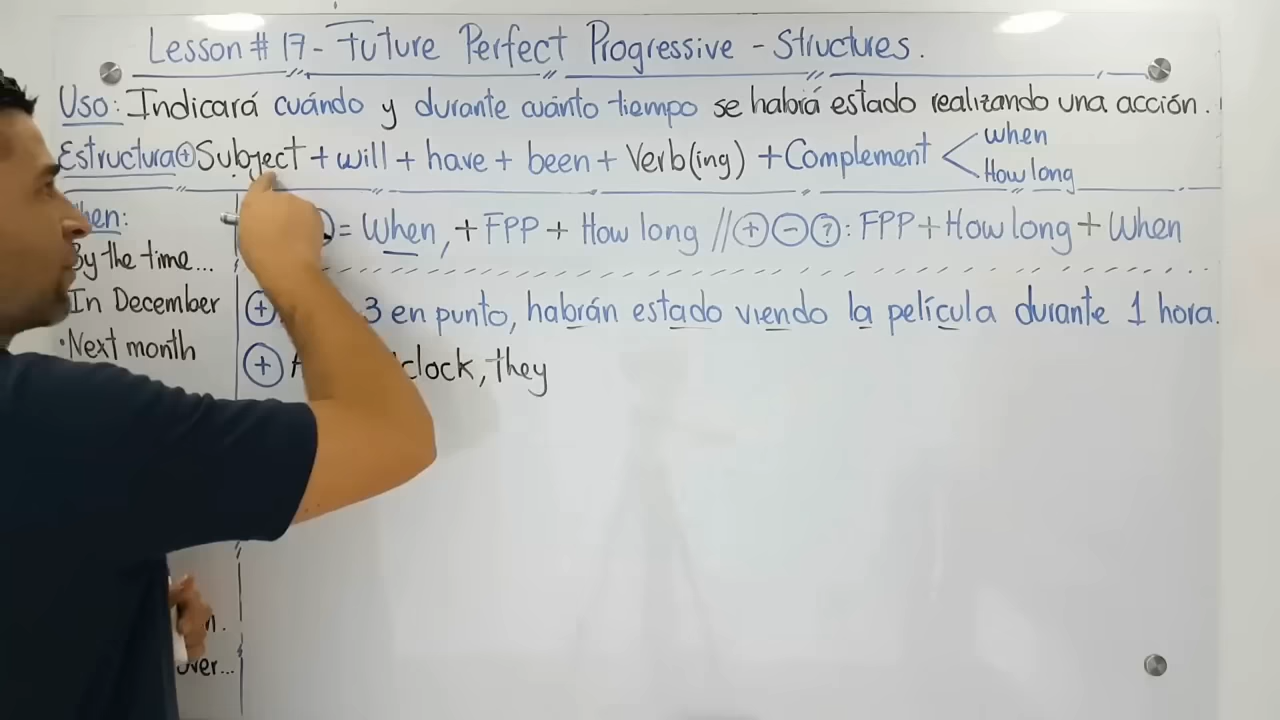 Lesson # 17 - Future Perfect Progressive - Structures.
Uso: Indicará cuándo y durante cuánto tiempo se habrá estado realizando una acción.
Estructura (+) Subject + will + have + been + Verb(ing) + Complement < when
How long
= When, + FPP + How long // (+) (-) (?) : FPP + How long + When
By the time...
In December
• Next month
(+) 3 en punto, habrán estado viendo la película durante 1 hora.
(+) clock, they